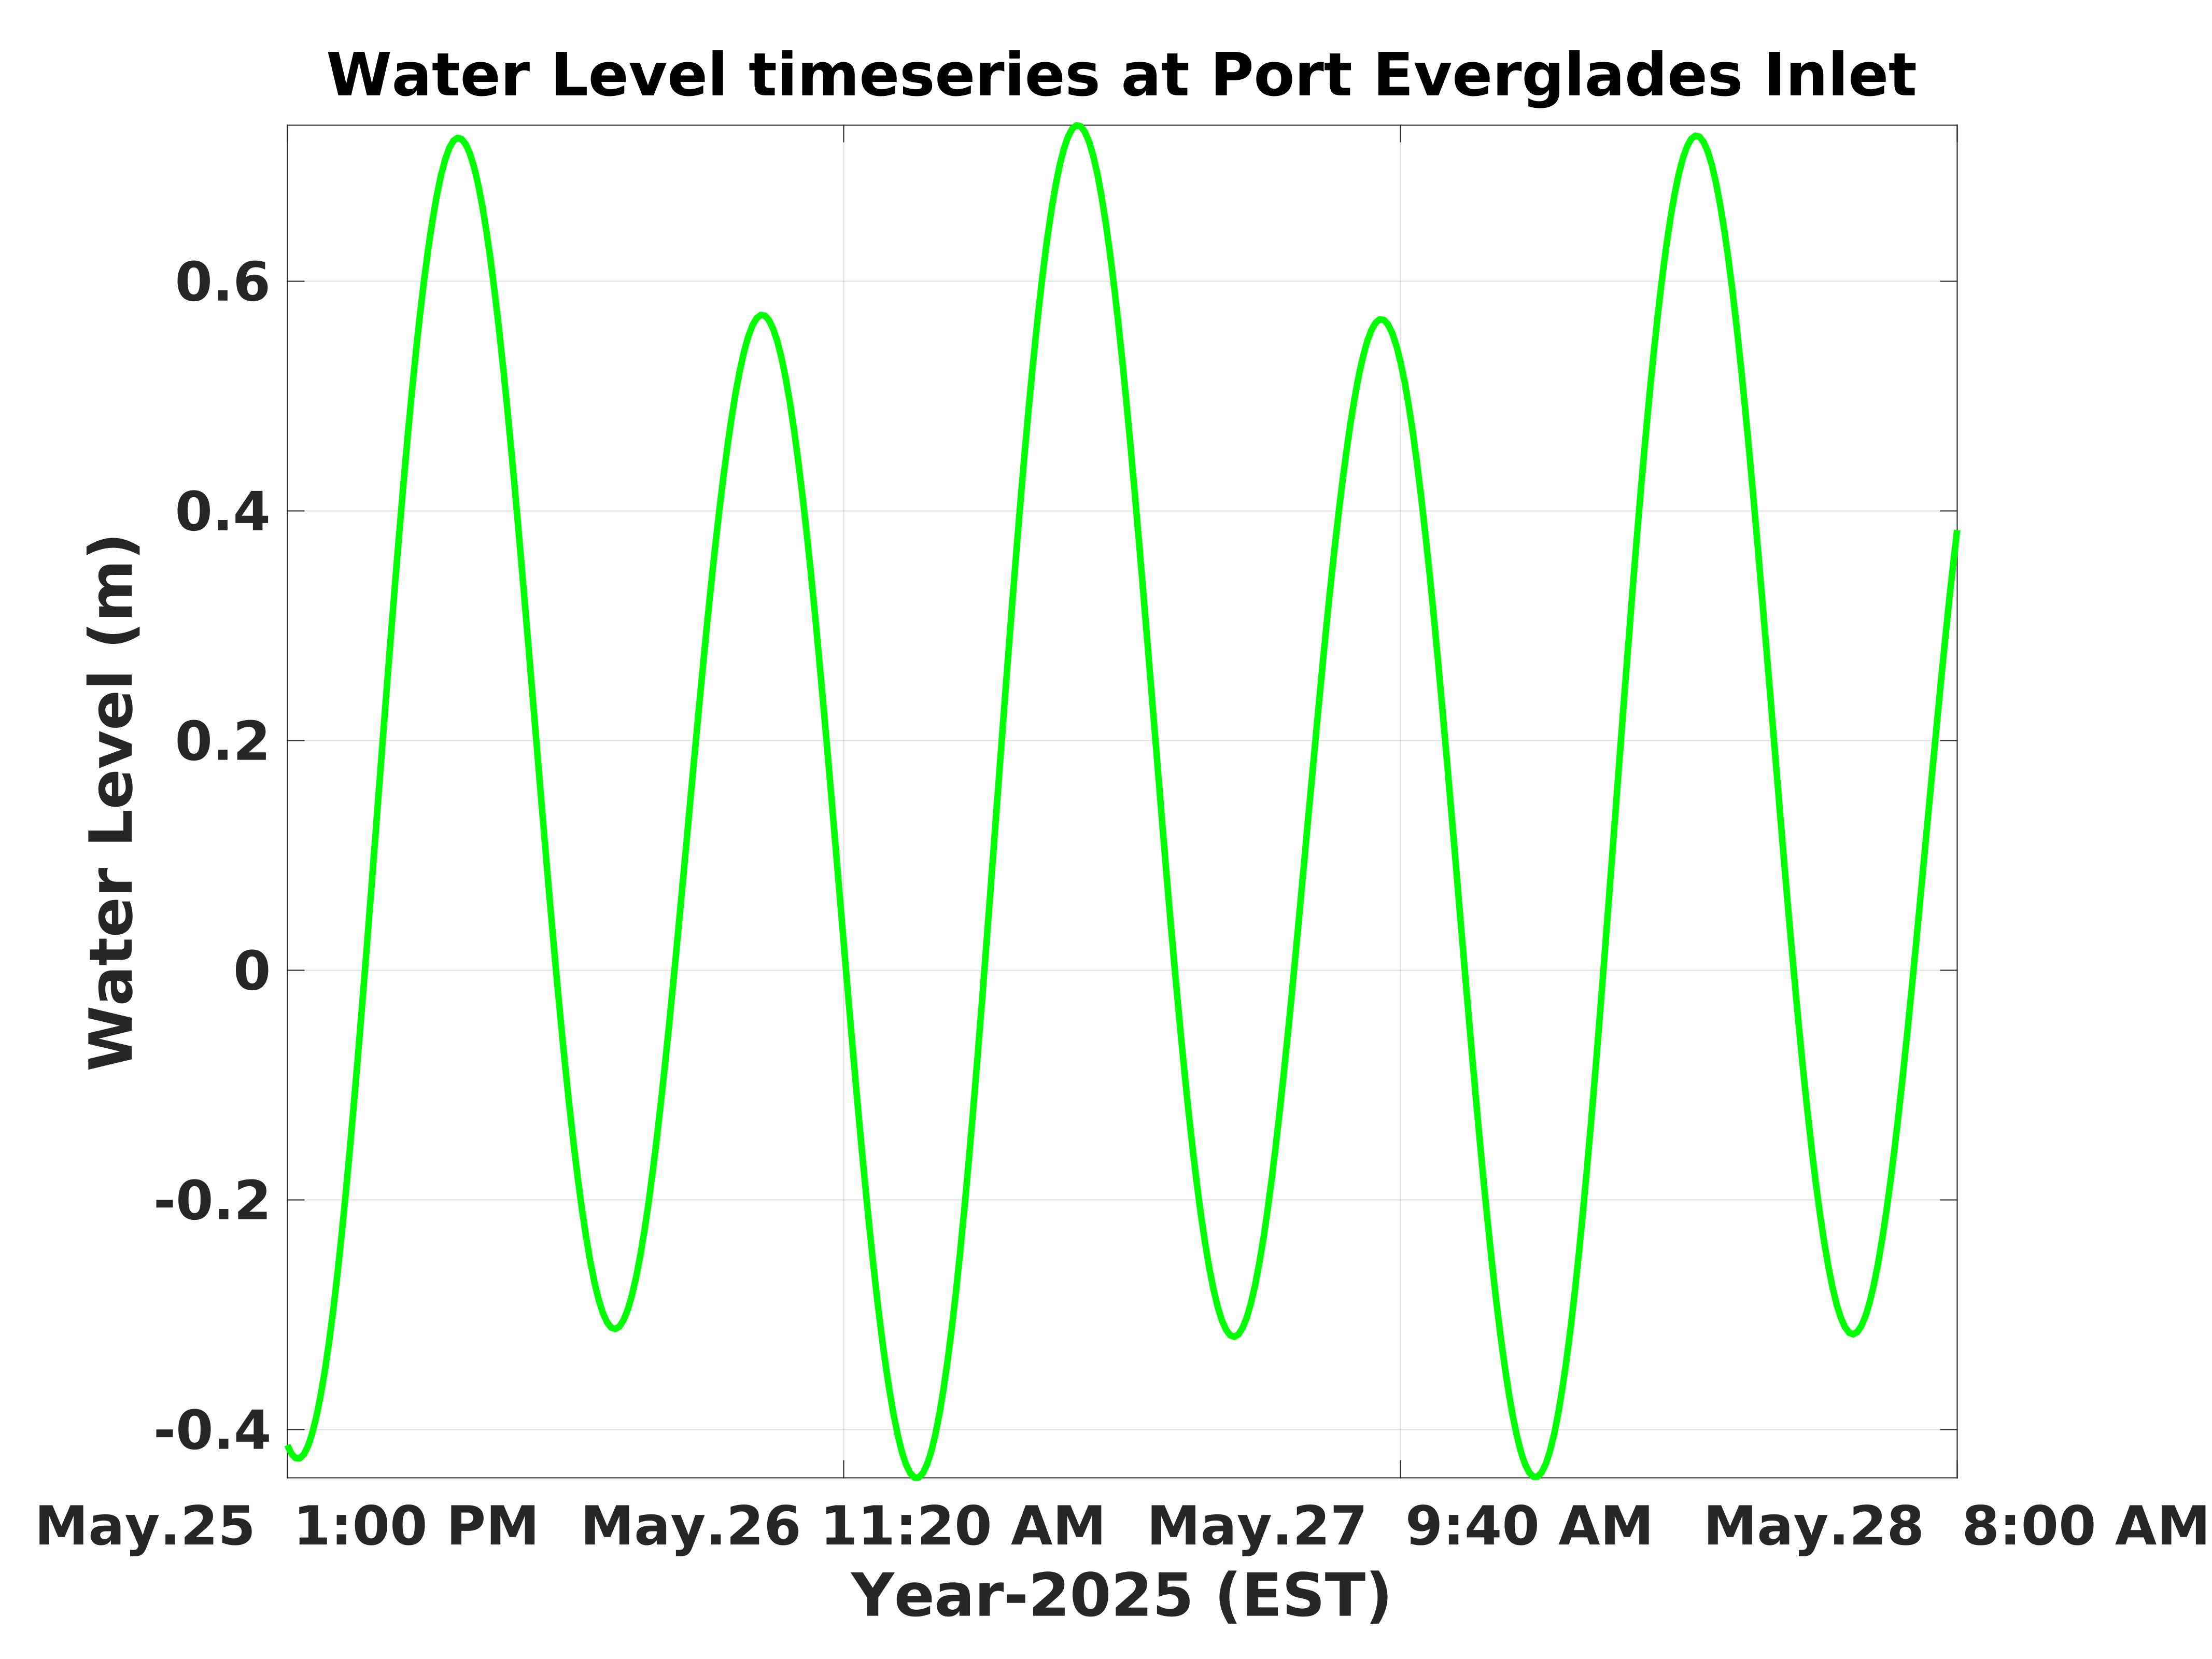 Water Level timeseries at Port Everglades Inlet
Water Level (m)
0.6
0.4
0.2
0
-0.2
-0.4
May.25 1:00 PM May.26 11:20 AM May.27 9:40 AM May.28 8:00 AM
Year-2025 (EST)